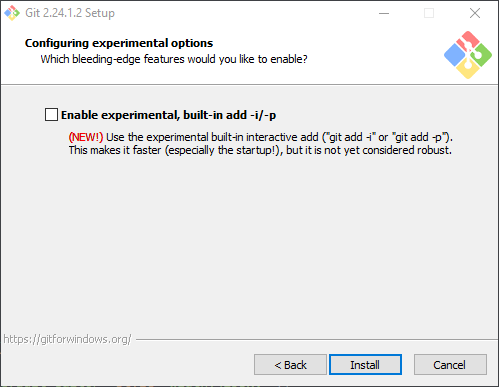 Git 2.24.1.2 Setup
Configuring experimental options
Which bleeding-edge features would you like to enable?
Enable experimental, built-in add -i/-p
(NEW!) Use the experimental built-in interactive add ("git add -i" or "git add -p").
This makes it faster (especially the startup!), but it is not yet considered robust.
https://gitforwindows.org/
< Back
Install
Cancel